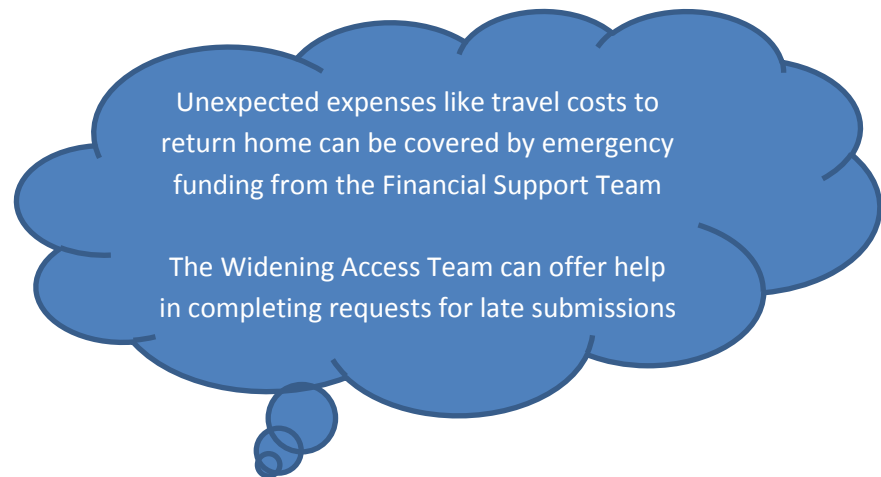 Unexpected expenses like travel costs to
return home can be covered by emergency
funding from the Financial Support Team
The Widening Access Team can offer help
in completing requests for late submissions